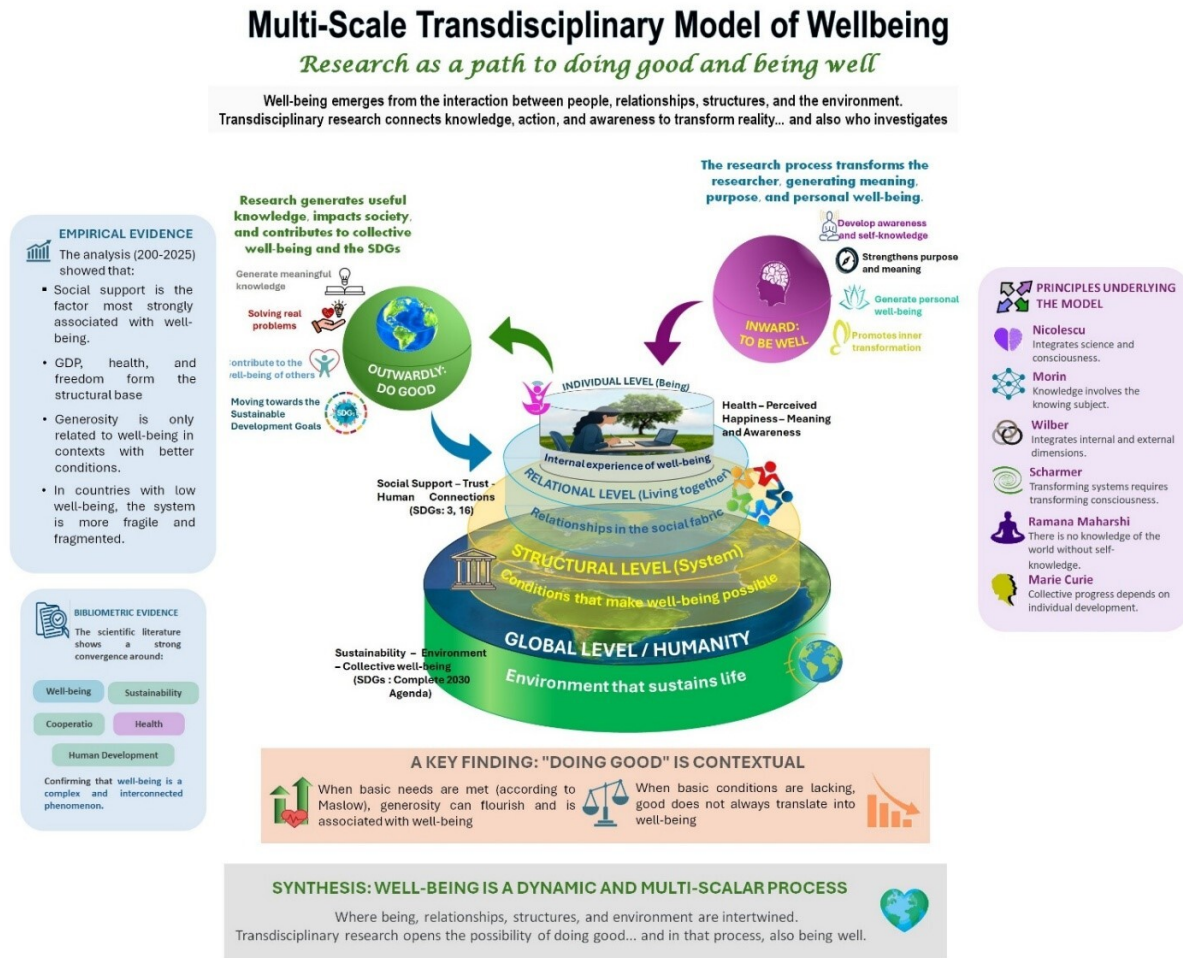 Multi-Scale Transdisciplinary Model of Wellbeing
Research as a path to doing good and being well
Well-being emerges from the interaction between people, relationships, structures, and the environment.
Transdisciplinary research connects knowledge, action, and awareness to transform reality... and also who investigates
EMPIRICAL EVIDENCE
The analysis (200-2025)
showed that:
▪ Social support is the
factor most strongly
associated with well-
being.
• GDP, health, and
freedom form the
structural base
• Generosity is only
related to well-being in
contexts with better
conditions.
• In countries with low
well-being, the system
is more fragile and
fragmented.
BIBLIOMETRIC EVIDENCE
The scientific literature
shows a strong
convergence around:
Well-being
Sustainability
Cooperatio
Health
Human Development
Confirming that well-being is a
complex and interconnected
phenomenon.
Research generates useful
knowledge, impacts society,
and contributes to collective
well-being and the SDGs
Generate meaningful
knowledge
Solving real
problems
ontribute to the
well-being of others
Moving towards the
Sustainable
Development Goals
SDG
OUTWARDLY:
DO GOOD
The research process transforms the
researcher, generating meaning,
purpose, and personal well-being.
Develop awareness
and self-knowledge
Strengthens purpose
and meaning
Generate personal
well-being
Promotes inner
transformation
INWARD:
TO BE WELL
INDIVIDUAL LEVEL (Being)
Internal experience of well-being
Health – Perceived
Happiness – Meaning
and Awareness
RELATIONAL LEVEL (Living together)
Relationships in the social fabric
Social Support – Trust -
Human Connections
(SDGs: 3, 16)
STRUCTURAL LEVEL (System)
Conditions that make well-being possible
GLOBAL LEVEL / HUMANITY
Environment that sustains life
Sustainability – Environment
– Collective well-being
(SDGs : Complete 2030
Agenda)
PRINCIPLES UNDERLYING
THE MODEL
Nicolescu
Integrates science and
consciousness.
Morin
Knowledge involves the
knowing subject.
Wilber
Integrates internal and external
dimensions.
Scharmer
Transforming systems requires
transforming consciousness.
Ramana Maharshi
There is no knowledge of the
world without self-
knowledge.
Marie Curie
Collective progress depends on
individual development.
A KEY FINDING: "DOING GOOD" IS CONTEXTUAL
When basic needs are met (according to
Maslow), generosity can flourish and is
associated with well-being
When basic conditions are lacking,
good does not always translate into
well-being
SYNTHESIS: WELL-BEING IS A DYNAMIC AND MULTI-SCALAR PROCESS
Where being, relationships, structures, and environment are intertwined.
Transdisciplinary research opens the possibility of doing good... and in that process, also being well.